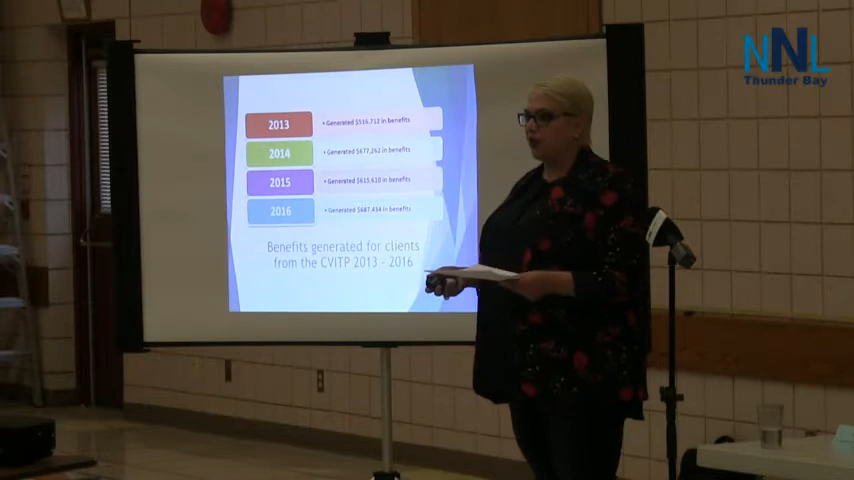 NNL
Thunder Bay
2013
• Generated $516,712 in benefits
2014
• Generated $677,262 in benefits
2015
• Generated $615,610 in benefits
2016
• Generated $687,434 in benefits
Benefits generated for clients
from the CVITP 2013 - 2016